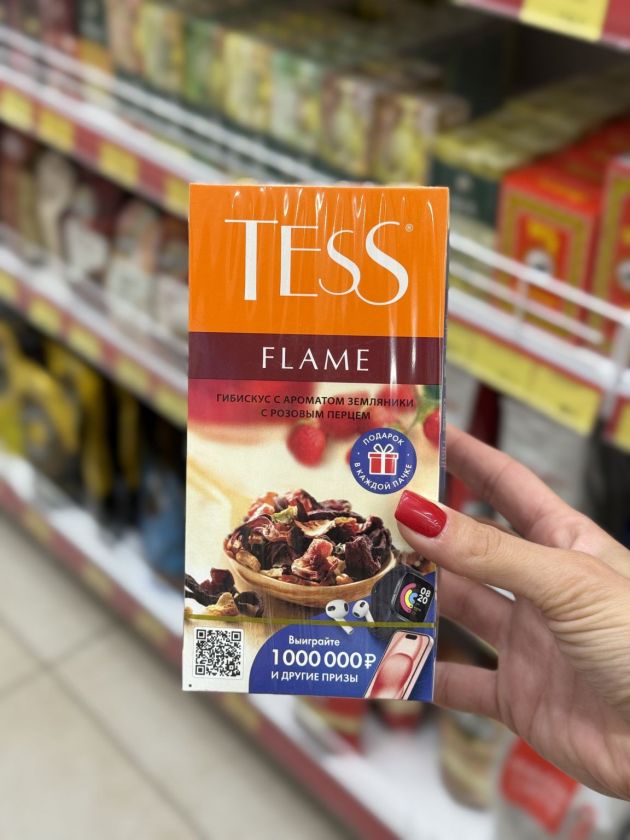 TESS®
FLAME
ГИБИСКУС С АРОМАТОМ ЗЕМЛЯНИКИ
С РОЗОВЫМ ПЕРЦЕМ
ПОДАРОК
В КАЖДОЙ ПАЧКЕ
08
20
Выиграйте
1 000 000 ₽
И ДРУГИЕ ПРИЗЫ